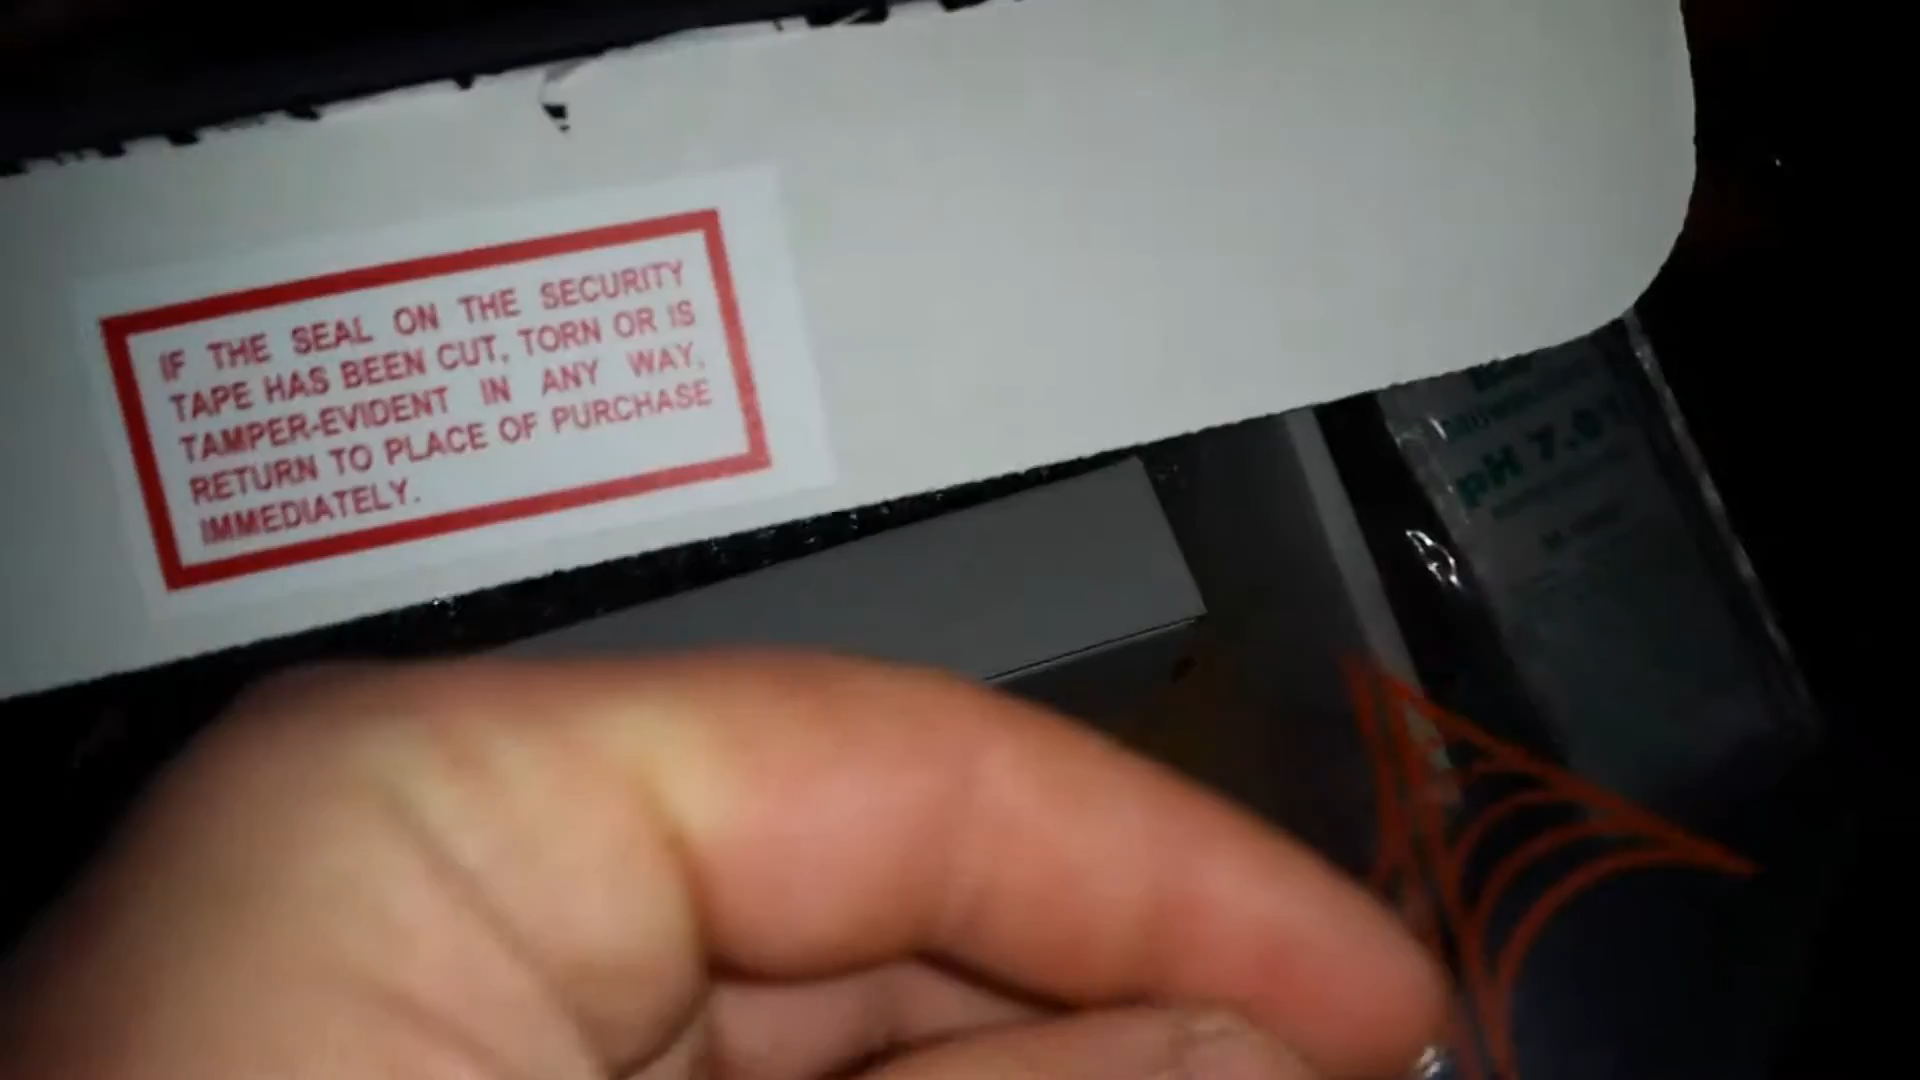 IF THE SEAL ON THE SECURITY
TAPE HAS BEEN CUT, TORN OR IS
TAMPER-EVIDENT IN ANY WAY,
RETURN TO PLACE OF PURCHASE
IMMEDIATELY.
pH 7.01